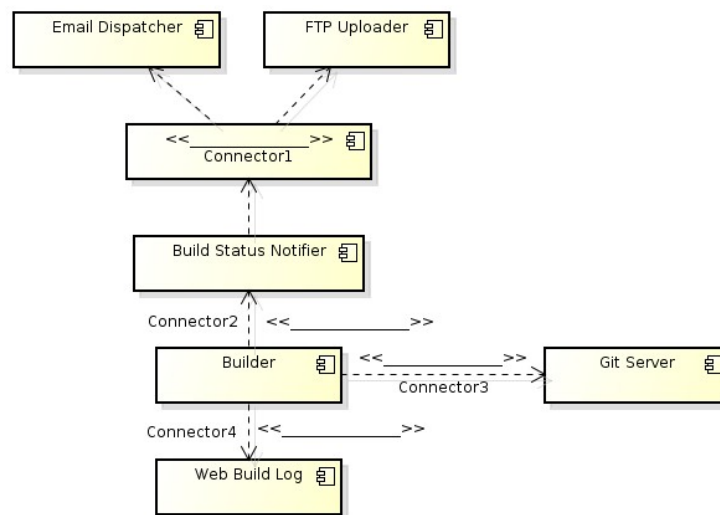 Email Dispatcher
FTP Uploader
<<______________>>
Connector1
Build Status Notifier
Connector2
<<______________>>
Builder
<<______________>>
Connector3
Git Server
Connector4
<<______________>>
Web Build Log